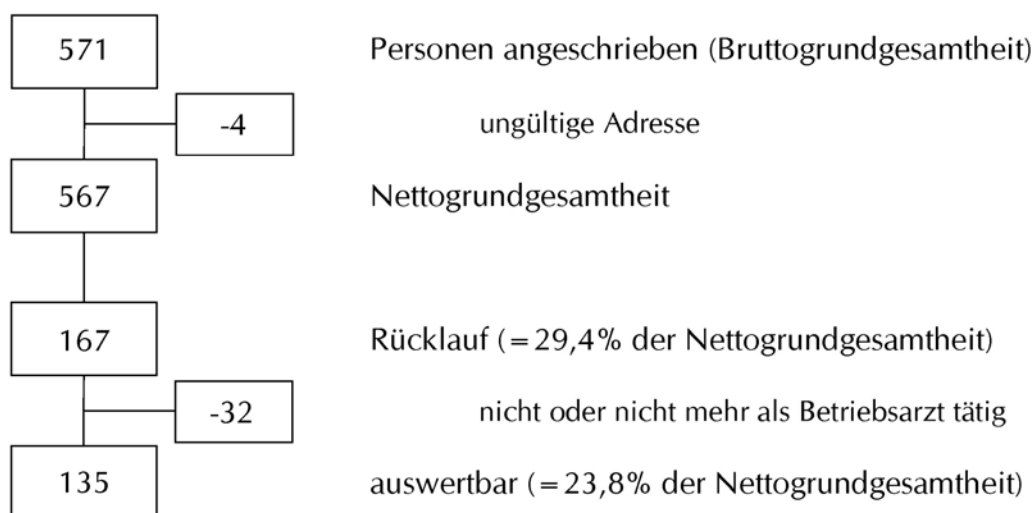 571 Personen angeschrieben (Bruttogrundgesamtheit)
-4 ungültige Adresse
567 Nettogrundgesamtheit
167 Rücklauf (=29,4% der Nettogrundgesamtheit)
-32 nicht oder nicht mehr als Betriebsarzt tätig
135 auswertbar (=23,8% der Nettogrundgesamtheit)